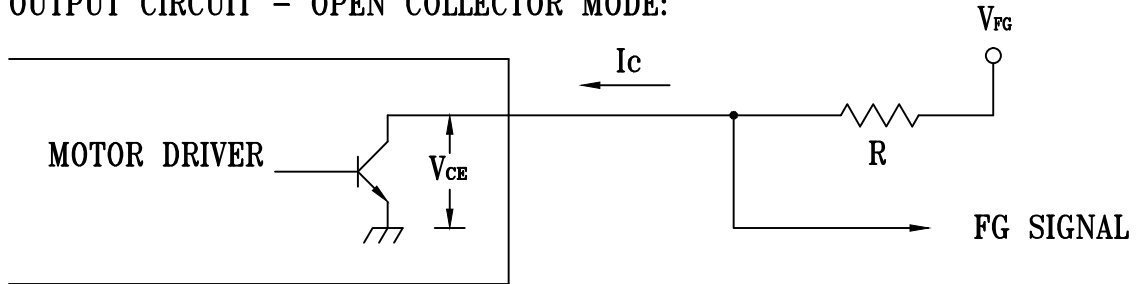 OUTPUT CIRCUIT – OPEN COLLECTOR MODE:
VFG
Ic
MOTOR DRIVER
VCE
R
FG SIGNAL